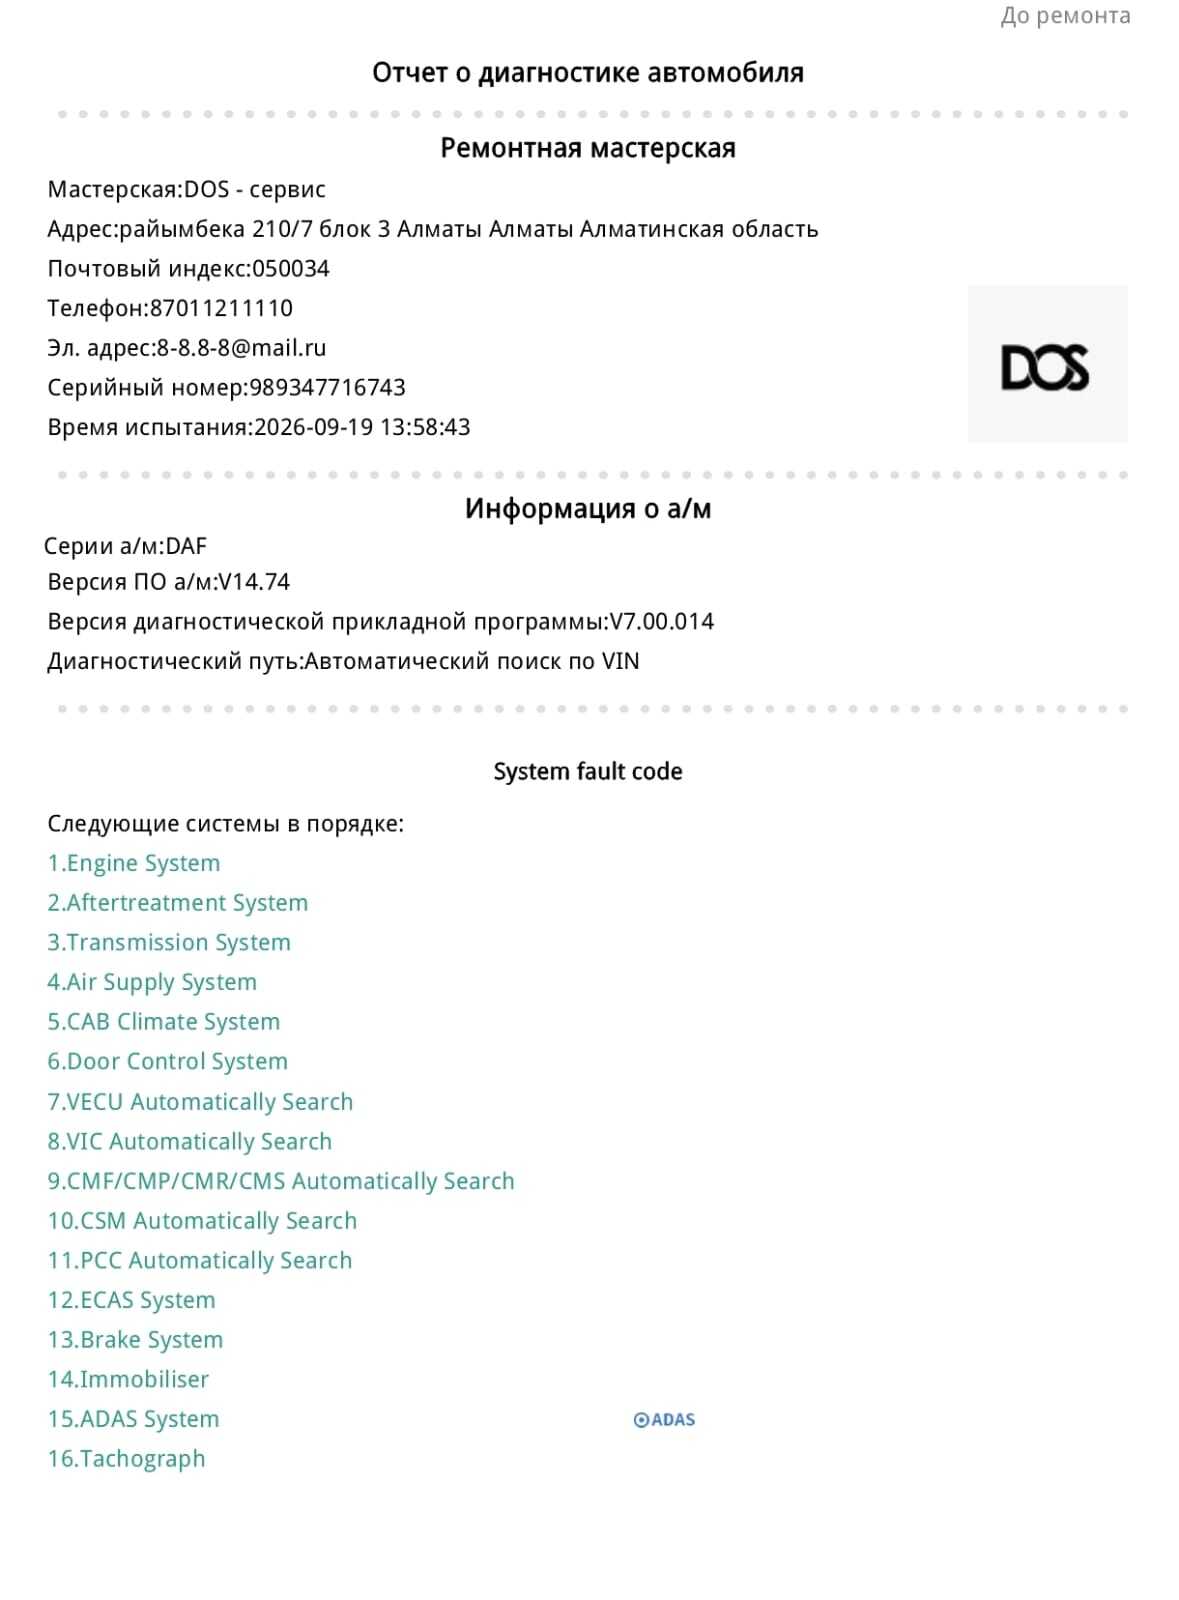 До ремонта
Отчет о диагностике автомобиля
Ремонтная мастерская
Мастерская:DOS - сервис
Адрес:райымбека 210/7 блок 3 Алматы Алматы Алматинская область
Почтовый индекс:050034
Телефон:87011211110
Эл. адрес:8-8.8-8@mail.ru
Серийный номер:989347716743
Время испытания:2026-09-19 13:58:43
DOS
Информация о а/м
Серии а/м:DAF
Версия ПО а/м:V14.74
Версия диагностической прикладной программы:V7.00.014
Диагностический путь:Автоматический поиск по VIN
System fault code
Следующие системы в порядке:
1.Engine System
2.Aftertreatment System
3.Transmission System
4.Air Supply System
5.CAB Climate System
6.Door Control System
7.VECU Automatically Search
8.VIC Automatically Search
9.CMF/CMP/CMR/CMS Automatically Search
10.CSM Automatically Search
11.PCC Automatically Search
12.ECAS System
13.Brake System
14.Immobiliser
15.ADAS System
ADAS
16.Tachograph